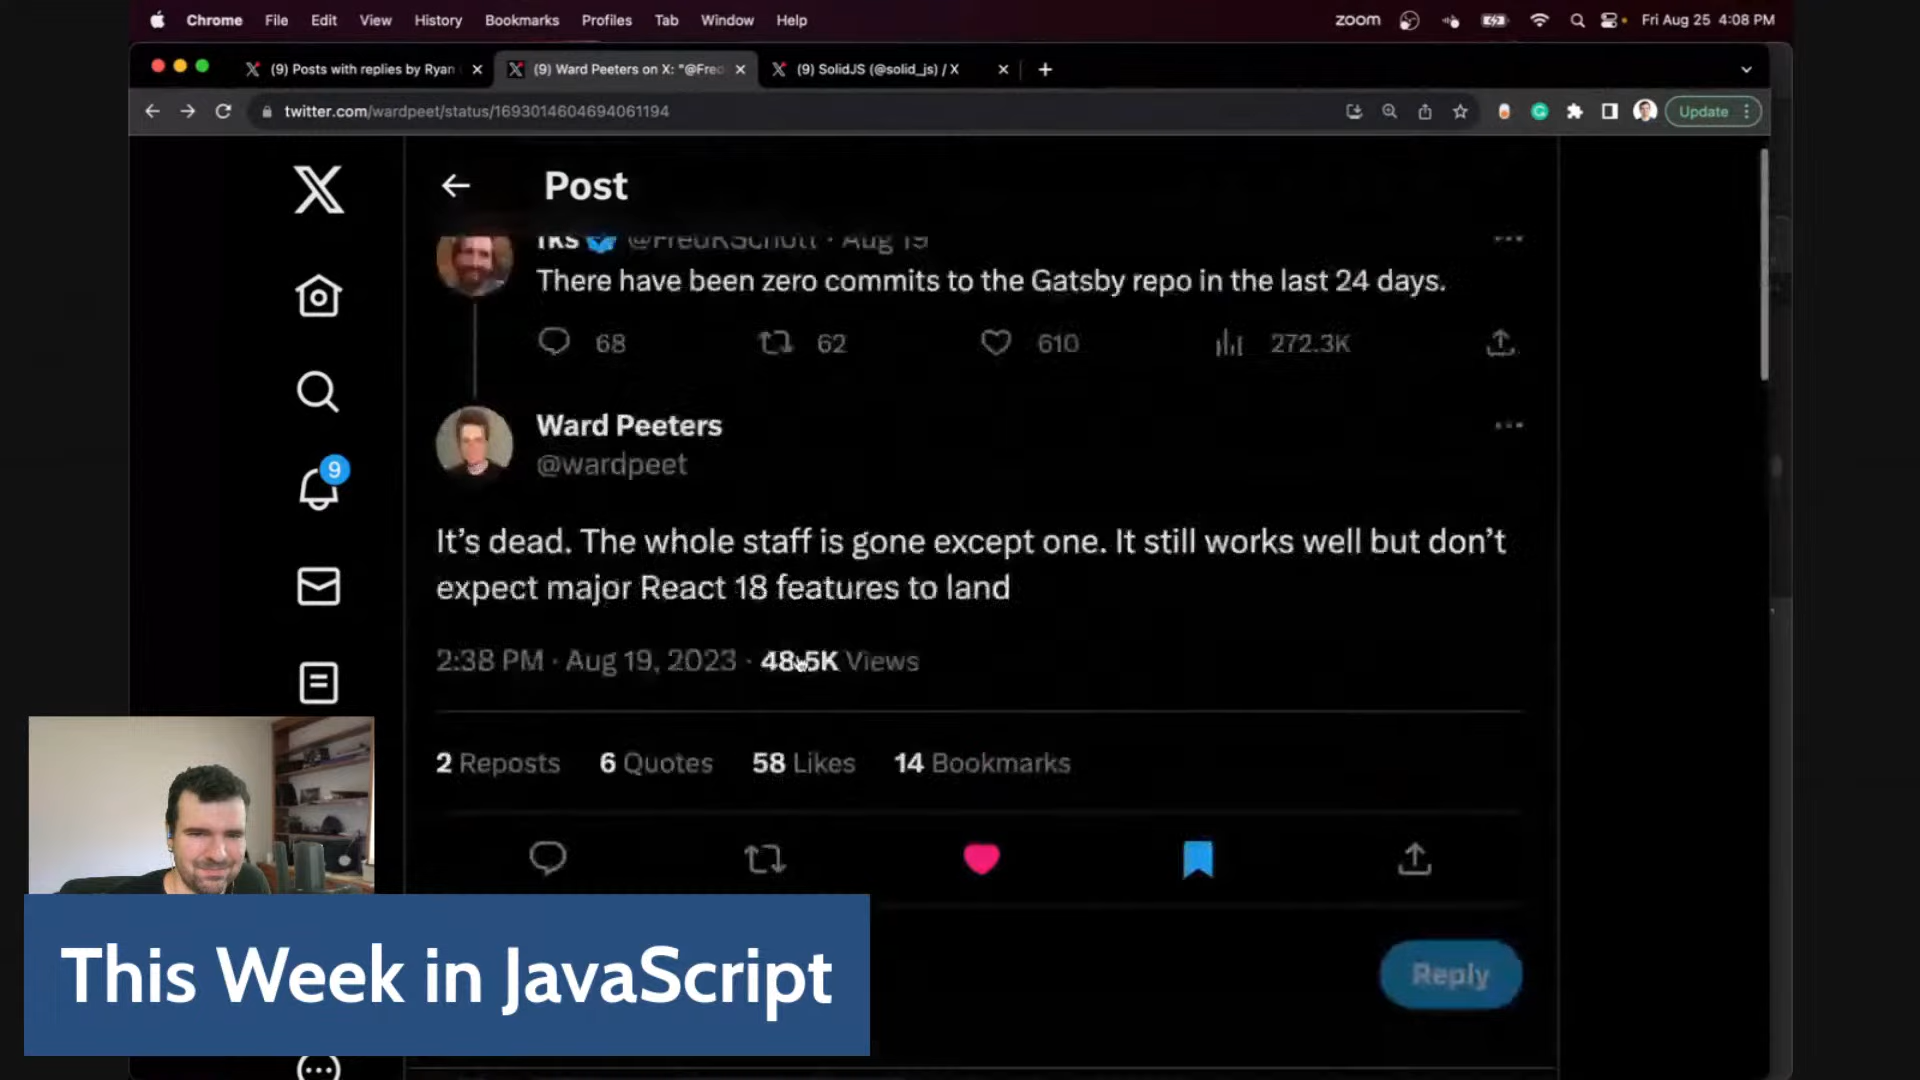 Chrome File Edit View History Bookmarks Profiles Tab Window Help zoom Fri Aug 25 4:08 PM
(9) Posts with replies by Ryan (9) Ward Peeters on X: "@Fred (9) SolidJS (@solid_js) / X
twitter.com/wardpeet/status/1693014604694061194 Update
Post
fks @FredKSchott · Aug 19
There have been zero commits to the Gatsby repo in the last 24 days.
68 62 610 272.3K
Ward Peeters
@wardpeet
9
It's dead. The whole staff is gone except one. It still works well but don't
expect major React 18 features to land
2:38 PM · Aug 19, 2023 · 48.5K Views
2 Reposts 6 Quotes 58 Likes 14 Bookmarks
Reply
This Week in JavaScript